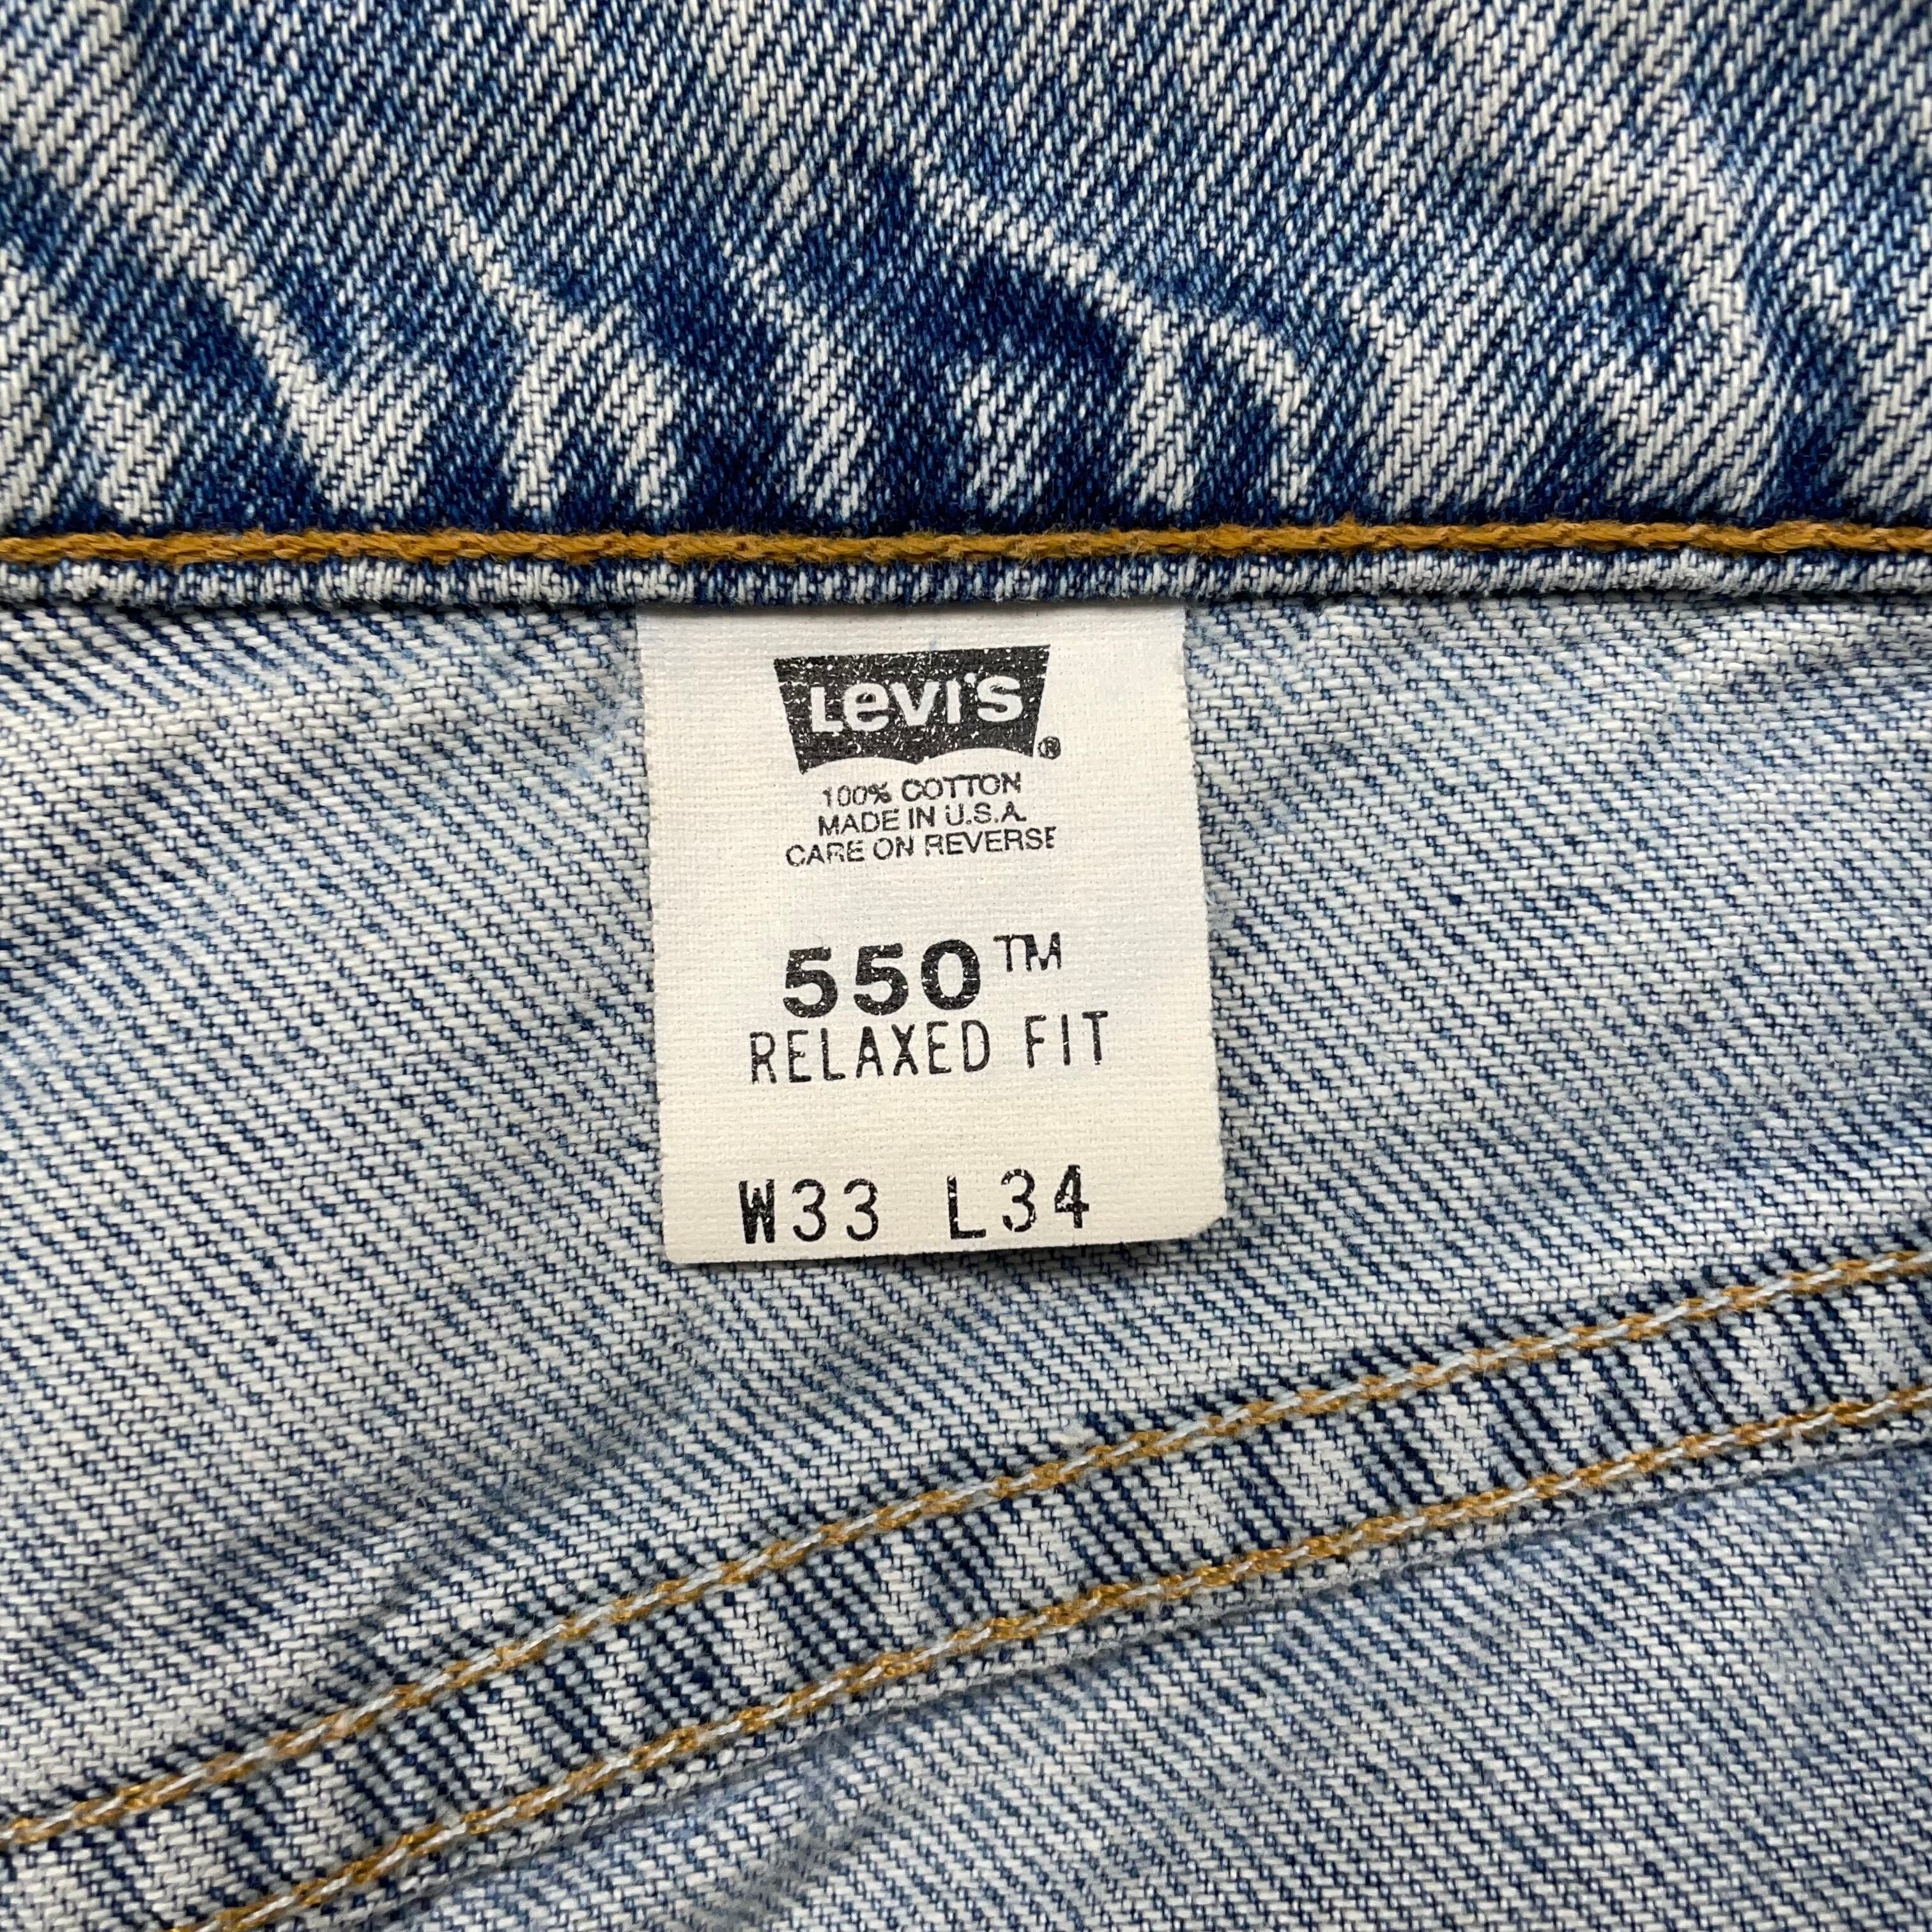 Levi's ®
100% COTTON
MADE IN U.S.A.
CARE ON REVERSE
550™
RELAXED FIT
W33 L34